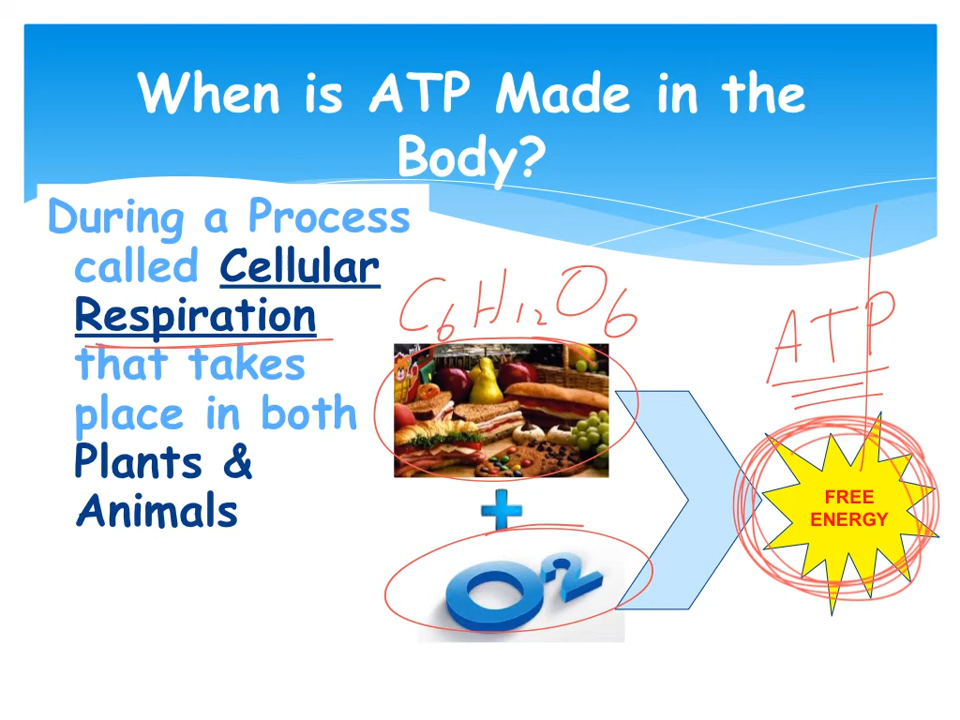 When is ATP Made in the
Body?
During a Process
called Cellular
Respiration
that takes
place in both
Plants &
Animals
C6H12O6
ATP
+
O2
FREE
ENERGY